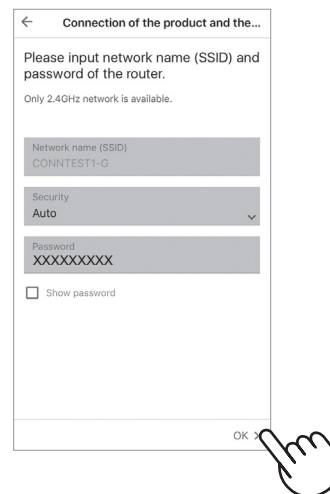 Connection of the product and the...
Please input network name (SSID) and
password of the router.
Only 2.4GHz network is available.
Network name (SSID)
CONNTEST1-G
Security
Auto
Password
XXXXXXXXX
Show password
OK